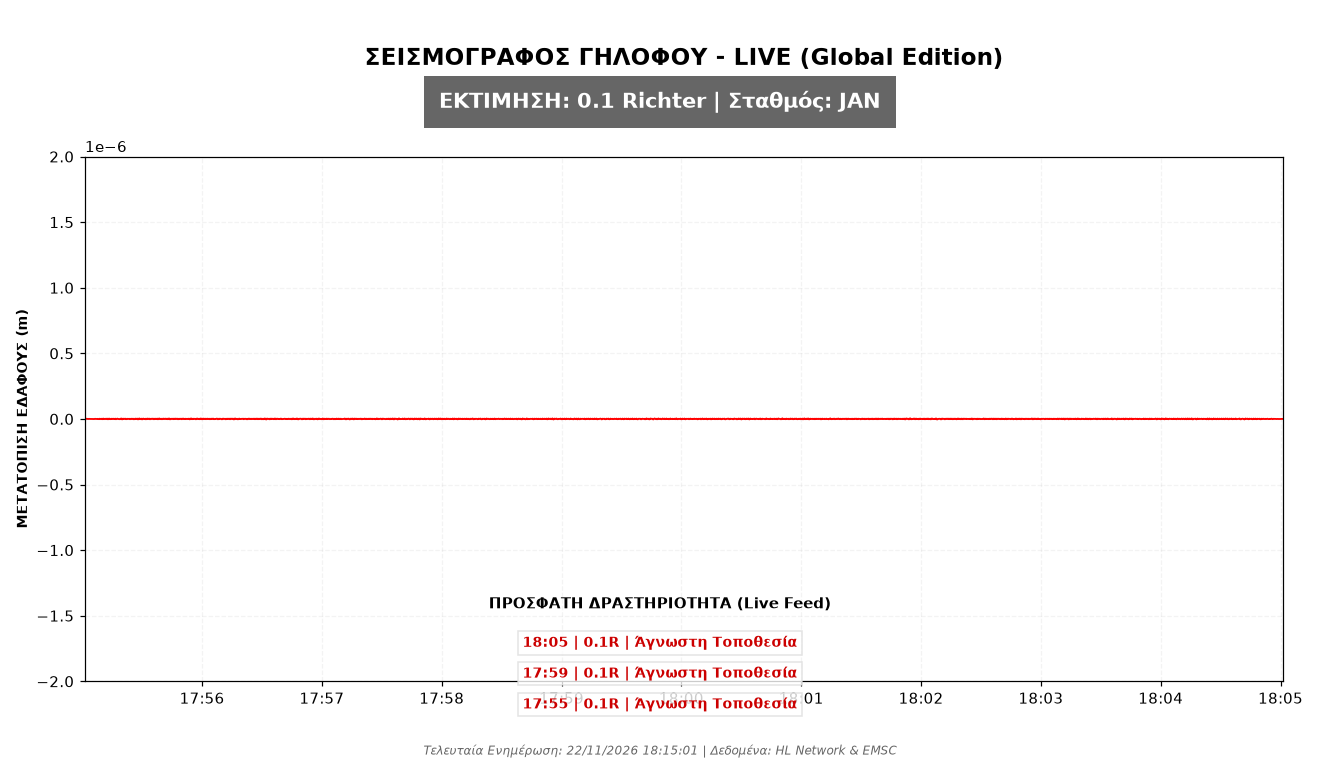 ΣΕΙΣΜΟΓΡΑΦΟΣ ΓΗΛΟΦΟΥ - LIVE (Global Edition)
ΕΚΤΙΜΗΣΗ: 0.1 Richter | Σταθμός: JAN
1e−6
2.0
1.5
1.0
0.5
0.0
−0.5
−1.0
−1.5
−2.0
ΜΕΤΑΤΟΠΙΣΗ ΕΔΑΦΟΥΣ (m)
ΠΡΟΣΦΑΤΗ ΔΡΑΣΤΗΡΙΟΤΗΤΑ (Live Feed)
18:05 | 0.1R | Άγνωστη Τοποθεσία
17:59 | 0.1R | Άγνωστη Τοποθεσία
17:55 | 0.1R | Άγνωστη Τοποθεσία
17:56 17:57 17:58 17:59 18:00 18:01 18:02 18:03 18:04 18:05
Τελευταία Ενημέρωση: 22/11/2026 18:15:01 | Δεδομένα: HL Network & EMSC